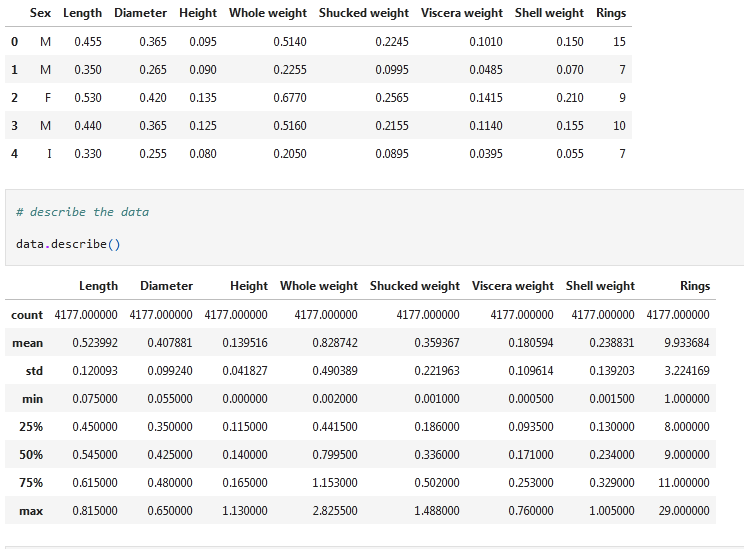 Sex Length Diameter Height Whole weight Shucked weight Viscera weight Shell weight Rings
0 M 0.455 0.365 0.095 0.5140 0.2245 0.1010 0.150 15
1 M 0.350 0.265 0.090 0.2255 0.0995 0.0485 0.070 7
2 F 0.530 0.420 0.135 0.6770 0.2565 0.1415 0.210 9
3 M 0.440 0.365 0.125 0.5160 0.2155 0.1140 0.155 10
4 I 0.330 0.255 0.080 0.2050 0.0895 0.0395 0.055 7
# describe the data
data.describe()
Length Diameter Height Whole weight Shucked weight Viscera weight Shell weight Rings
count 4177.000000 4177.000000 4177.000000 4177.000000 4177.000000 4177.000000 4177.000000 4177.000000
mean 0.523992 0.407881 0.139516 0.828742 0.359367 0.180594 0.238831 9.933684
std 0.120093 0.099240 0.041827 0.490389 0.221963 0.109614 0.139203 3.224169
min 0.075000 0.055000 0.000000 0.002000 0.001000 0.000500 0.001500 1.000000
25% 0.450000 0.350000 0.115000 0.441500 0.186000 0.093500 0.130000 8.000000
50% 0.545000 0.425000 0.140000 0.799500 0.336000 0.171000 0.234000 9.000000
75% 0.615000 0.480000 0.165000 1.153000 0.502000 0.253000 0.329000 11.000000
max 0.815000 0.650000 1.130000 2.825500 1.488000 0.760000 1.005000 29.000000